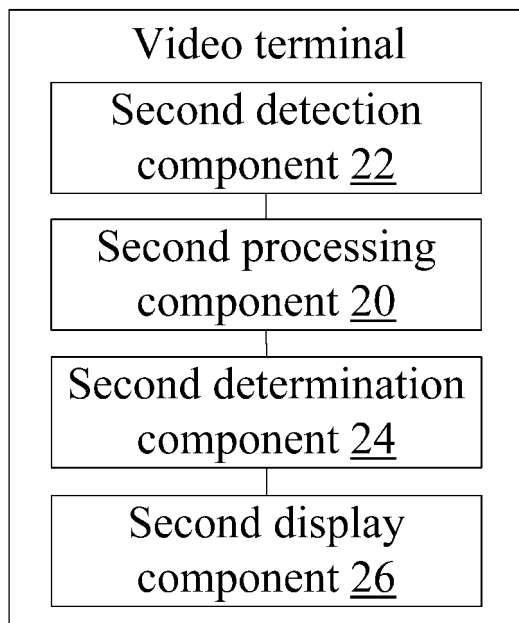 Video terminal
Second detection
component 22
Second processing
component 20
Second determination
component 24
Second display
component 26